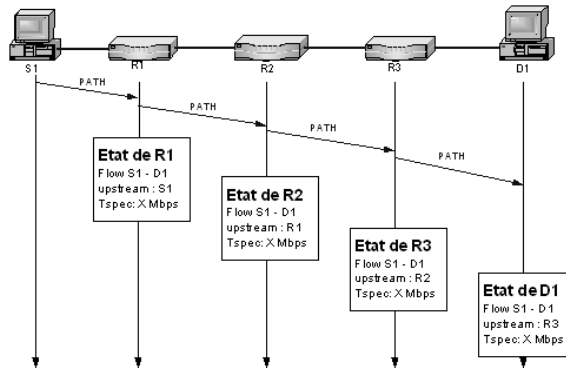 S1
R1
R2
R3
D1
PATH
PATH
PATH
PATH
Etat de R1
Flow S1 - D1
upstream : S1
Tspec: X Mbps
Etat de R2
Flow S1 - D1
upstream : R1
Tspec: X Mbps
Etat de R3
Flow S1 - D1
upstream : R2
Tspec: X Mbps
Etat de D1
Flow S1 - D1
upstream : R3
Tspec: X Mbps